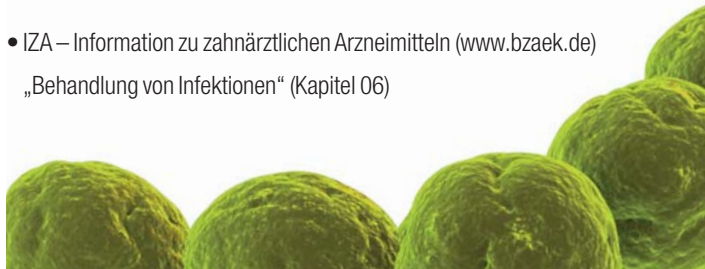 • IZA – Information zu zahnärztlichen Arzneimitteln (www.bzaek.de)
„Behandlung von Infektionen“ (Kapitel 06)